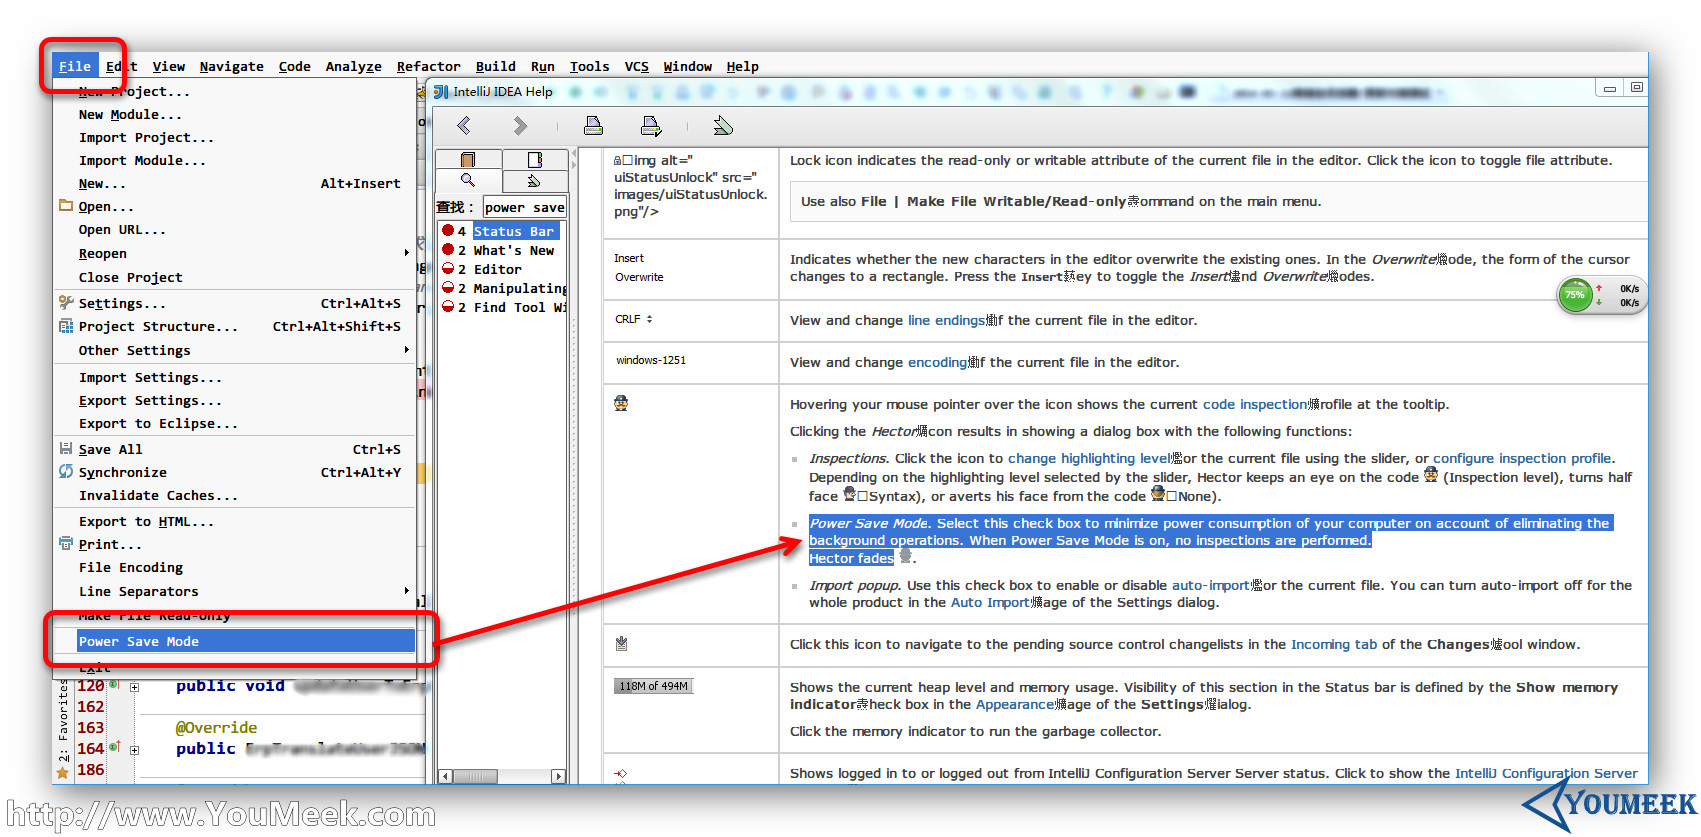 File Edit View Navigate Code Analyze Refactor Build Run Tools VCS Window Help
New Project...
New Module...
Import Project...
Import Module...
New... Alt+Insert
Open...
Open URL...
Reopen
Close Project
Settings... Ctrl+Alt+S
Project Structure... Ctrl+Alt+Shift+S
Other Settings
Import Settings...
Export Settings...
Export to Eclipse...
Save All Ctrl+S
Synchronize Ctrl+Alt+Y
Invalidate Caches...
Export to HTML...
Print...
File Encoding
Line Separators
Make File Read-only
Power Save Mode
Exit
2: Favorites
120 public void
162
163 @Override
164 public ErpTranslateUserJSON
186
IntelliJ IDEA Help
查找： power save
4 Status Bar
2 What's New
2 Editor
2 Manipulating
2 Find Tool Wi
img alt="
uiStatusUnlock" src="
images/uiStatusUnlock.
png"/>
Lock icon indicates the read-only or writable attribute of the current file in the editor. Click the icon to toggle file attribute.
Use also File | Make File Writable/Read-only ommand on the main menu.
Insert
Overwrite
Indicates whether the new characters in the editor overwrite the existing ones. In the Overwrite ode, the form of the cursor
changes to a rectangle. Press the Insert ey to toggle the Insert nd Overwrite odes.
CRLF
View and change line endings f the current file in the editor.
windows-1251
View and change encoding f the current file in the editor.
Hovering your mouse pointer over the icon shows the current code inspection rofile at the tooltip.
Clicking the Hector con results in showing a dialog box with the following functions:
Inspections. Click the icon to change highlighting level or the current file using the slider, or configure inspection profile.
Depending on the highlighting level selected by the slider, Hector keeps an eye on the code (Inspection level), turns half
face Syntax), or averts his face from the code None).
Power Save Mode. Select this check box to minimize power consumption of your computer on account of eliminating the
background operations. When Power Save Mode is on, no inspections are performed.
Hector fades .
Import popup. Use this check box to enable or disable auto-import or the current file. You can turn auto-import off for the
whole product in the Auto Import age of the Settings dialog.
Click this icon to navigate to the pending source control changelists in the Incoming tab of the Changes ool window.
118M of 494M
Shows the current heap level and memory usage. Visibility of this section in the Status bar is defined by the Show memory
indicator heck box in the Appearance age of the Settings ialog.
Click the memory indicator to run the garbage collector.
Shows logged in to or logged out from IntelliJ Configuration Server Server status. Click to show the IntelliJ Configuration Server
75%
0K/s
0K/s
http://www.YouMeek.com
YOUMEEK